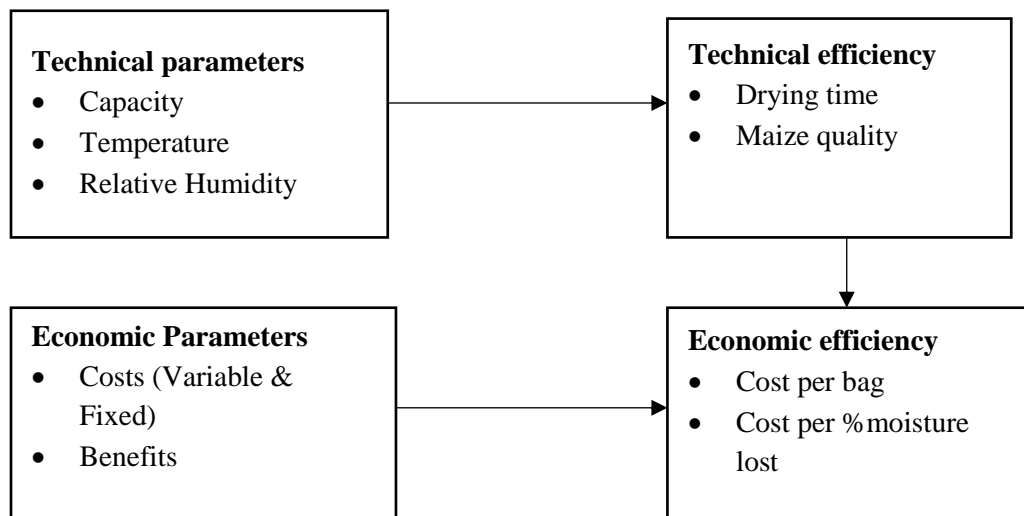 Technical parameters
• Capacity
• Temperature
• Relative Humidity
Technical efficiency
• Drying time
• Maize quality
Economic Parameters
• Costs (Variable &
Fixed)
• Benefits
Economic efficiency
• Cost per bag
• Cost per %moisture
lost